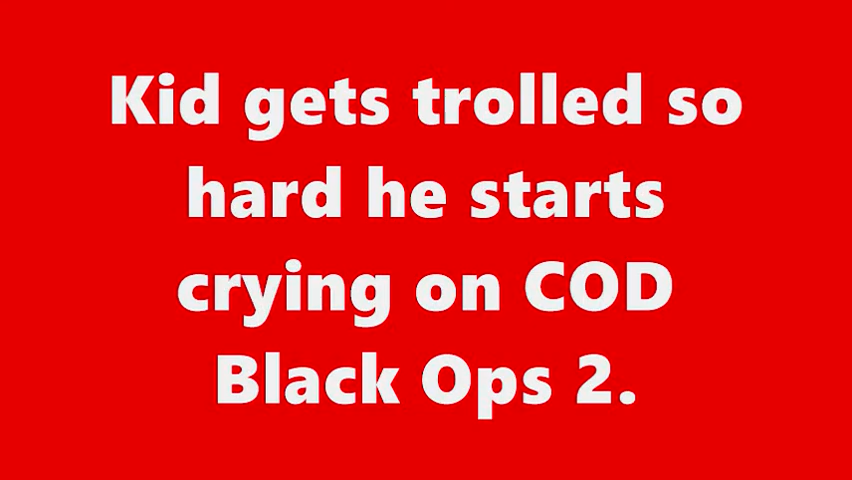 Kid gets trolled so
hard he starts
crying on COD
Black Ops 2.